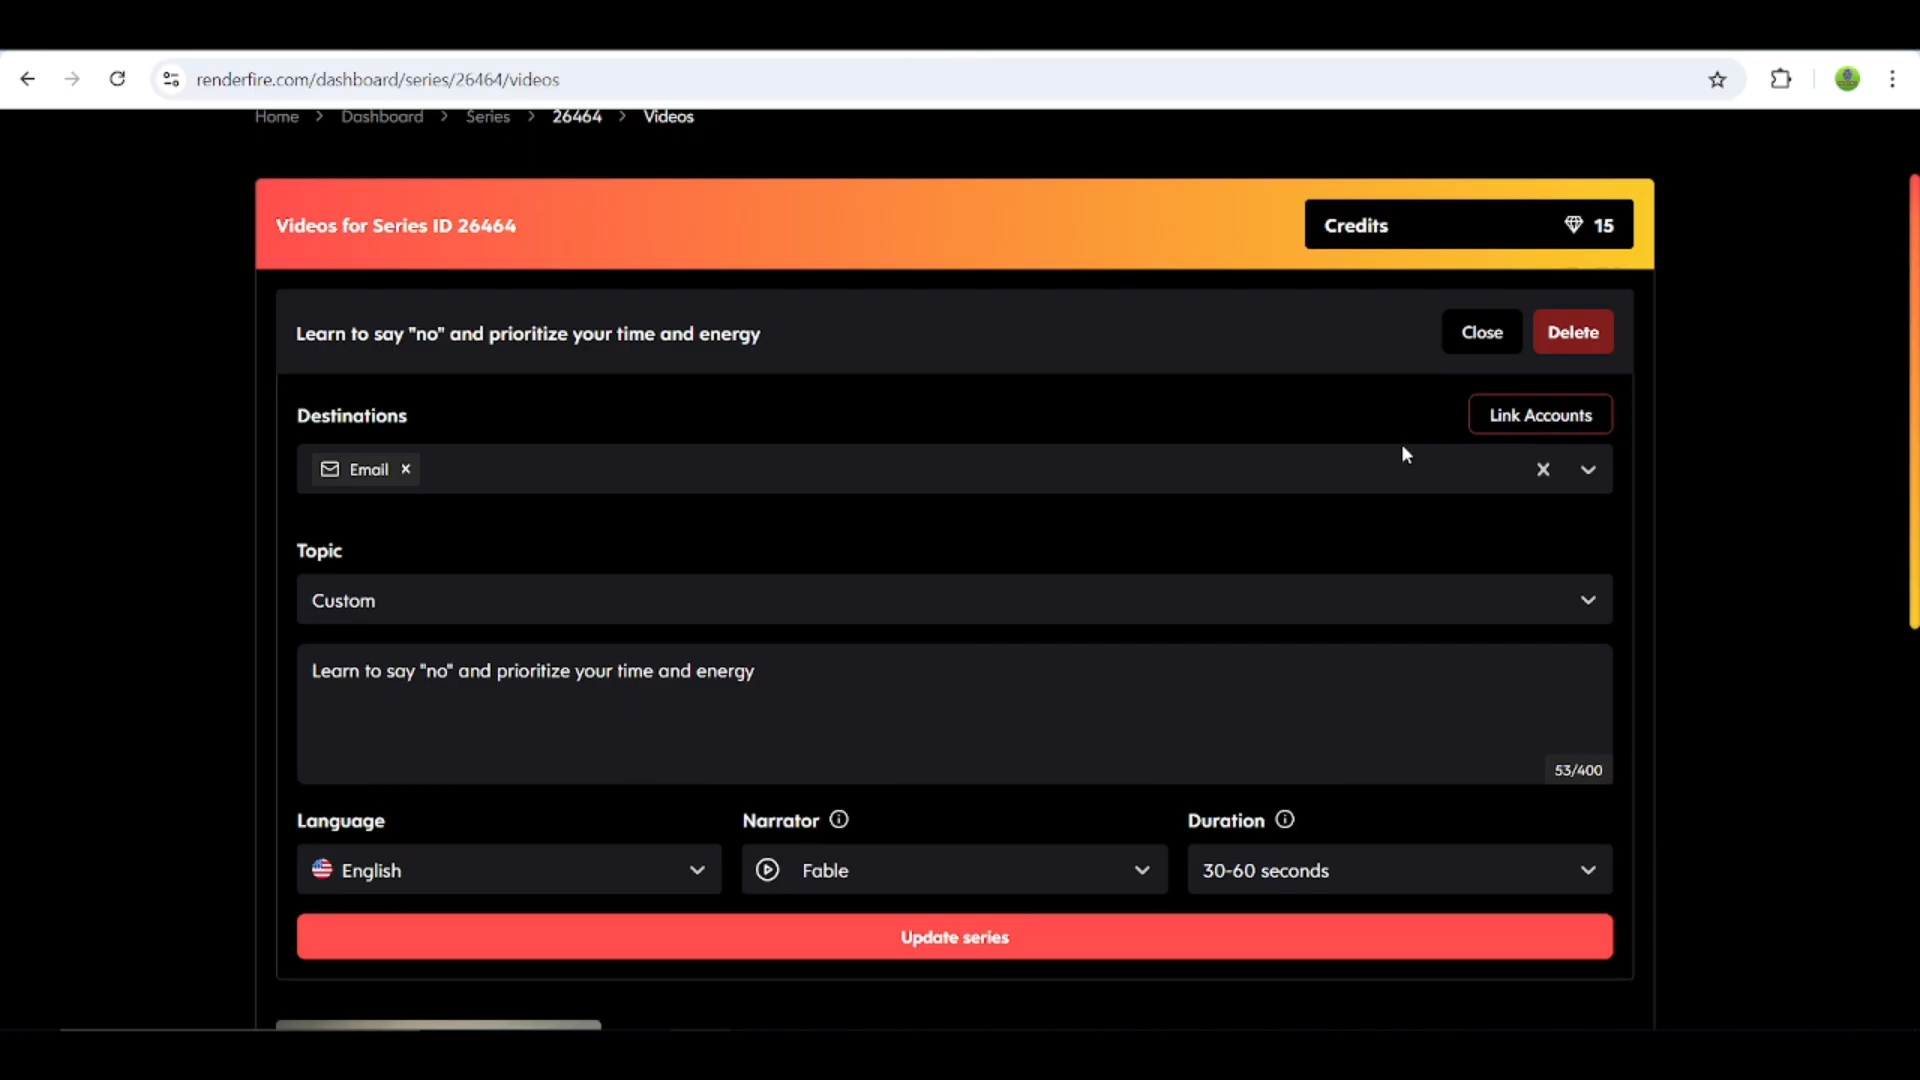 renderfire.com/dashboard/series/26464/videos
Home > Dashboard > Series > 26464 > Videos
Videos for Series ID 26464
Credits 15
Learn to say "no" and prioritize your time and energy
Close Delete
Destinations
Link Accounts
Email
Topic
Custom
Learn to say "no" and prioritize your time and energy
53/400
Language Narrator Duration
English Fable 30-60 seconds
Update series